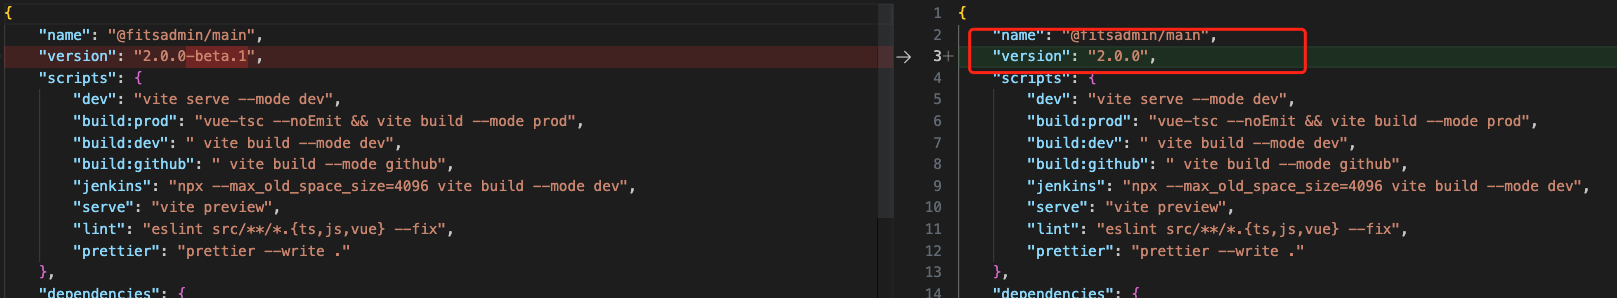 {
"name": "@fitsadmin/main",
"version": "2.0.0-beta.1",
"scripts": {
"dev": "vite serve --mode dev",
"build:prod": "vue-tsc --noEmit && vite build --mode prod",
"build:dev": " vite build --mode dev",
"build:github": " vite build --mode github",
"jenkins": "npx --max_old_space_size=4096 vite build --mode dev",
"serve": "vite preview",
"lint": "eslint src/**/*.{ts,js,vue} --fix",
"prettier": "prettier --write ."
},
"dependencies": {
1 {
2 "name": "@fitsadmin/main",
3+ "version": "2.0.0",
4 "scripts": {
5 "dev": "vite serve --mode dev",
6 "build:prod": "vue-tsc --noEmit && vite build --mode prod",
7 "build:dev": " vite build --mode dev",
8 "build:github": " vite build --mode github",
9 "jenkins": "npx --max_old_space_size=4096 vite build --mode dev",
10 "serve": "vite preview",
11 "lint": "eslint src/**/*.{ts,js,vue} --fix",
12 "prettier": "prettier --write ."
13 },
14 "dependencies": {